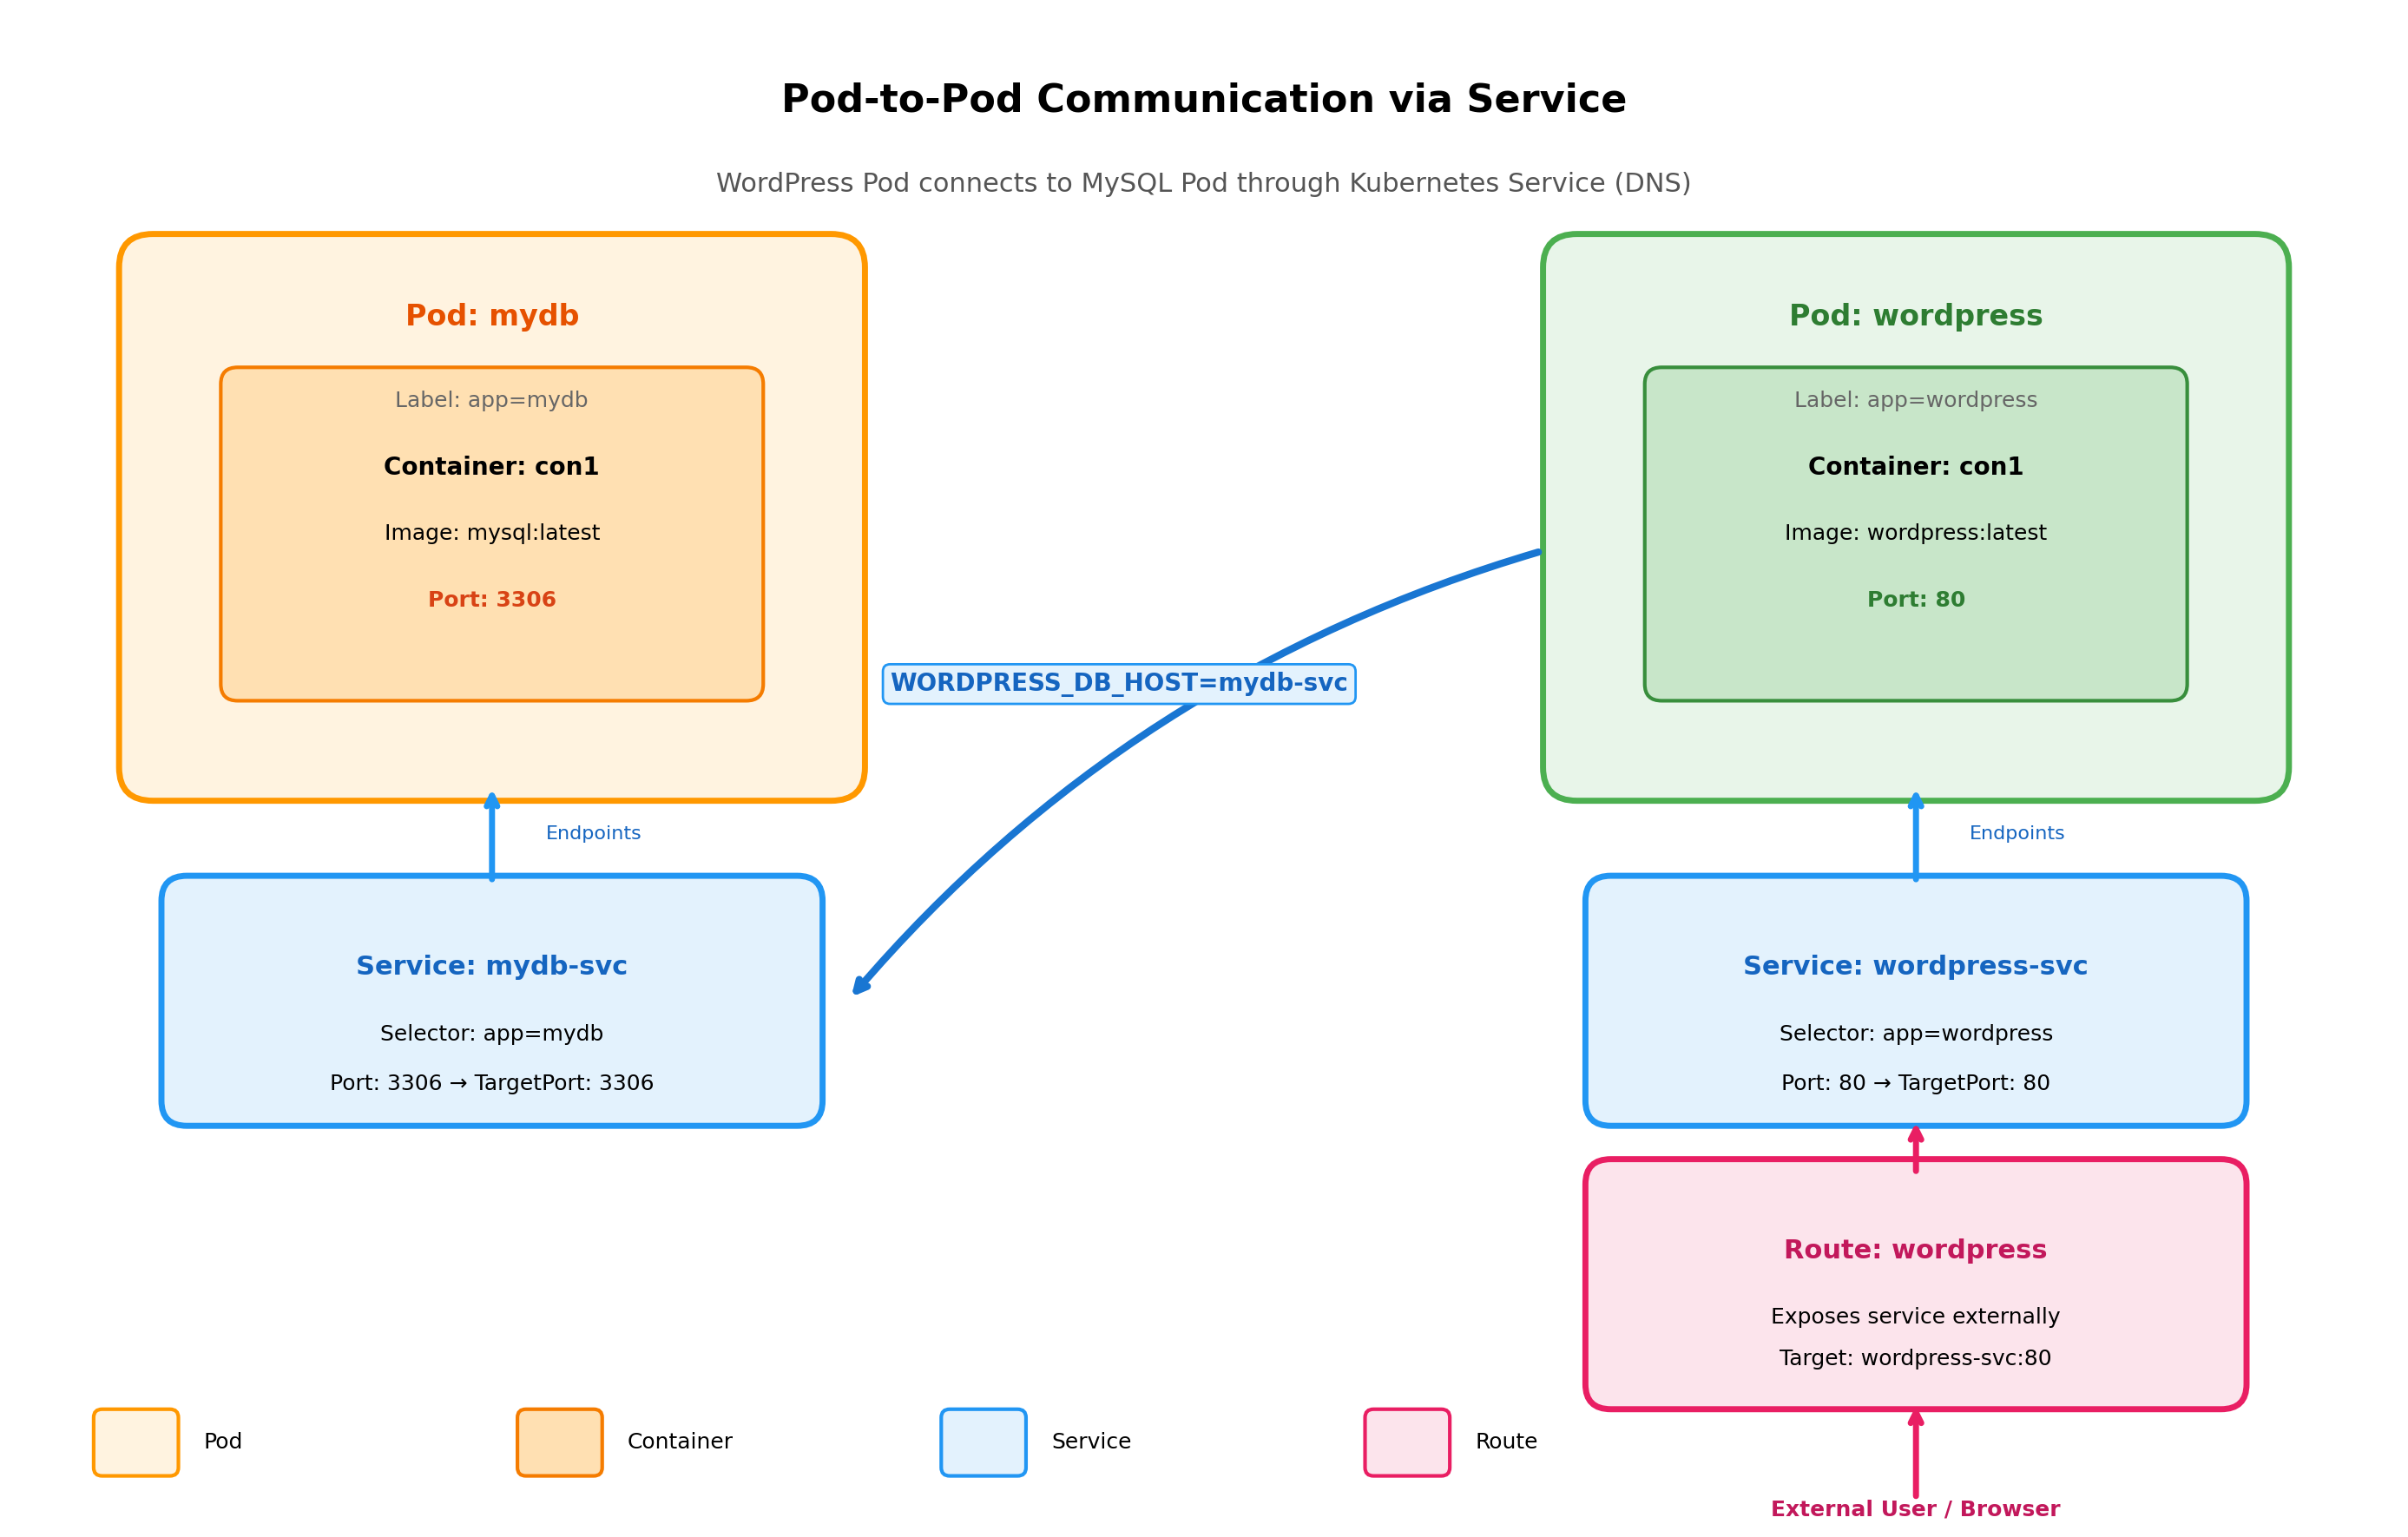 Pod-to-Pod Communication via Service
WordPress Pod connects to MySQL Pod through Kubernetes Service (DNS)
Pod: mydb
Label: app=mydb
Container: con1
Image: mysql:latest
Port: 3306
Pod: wordpress
Label: app=wordpress
Container: con1
Image: wordpress:latest
Port: 80
WORDPRESS_DB_HOST=mydb-svc
Endpoints
Endpoints
Service: mydb-svc
Selector: app=mydb
Port: 3306 → TargetPort: 3306
Service: wordpress-svc
Selector: app=wordpress
Port: 80 → TargetPort: 80
Route: wordpress
Exposes service externally
Target: wordpress-svc:80
Pod
Container
Service
Route
External User / Browser